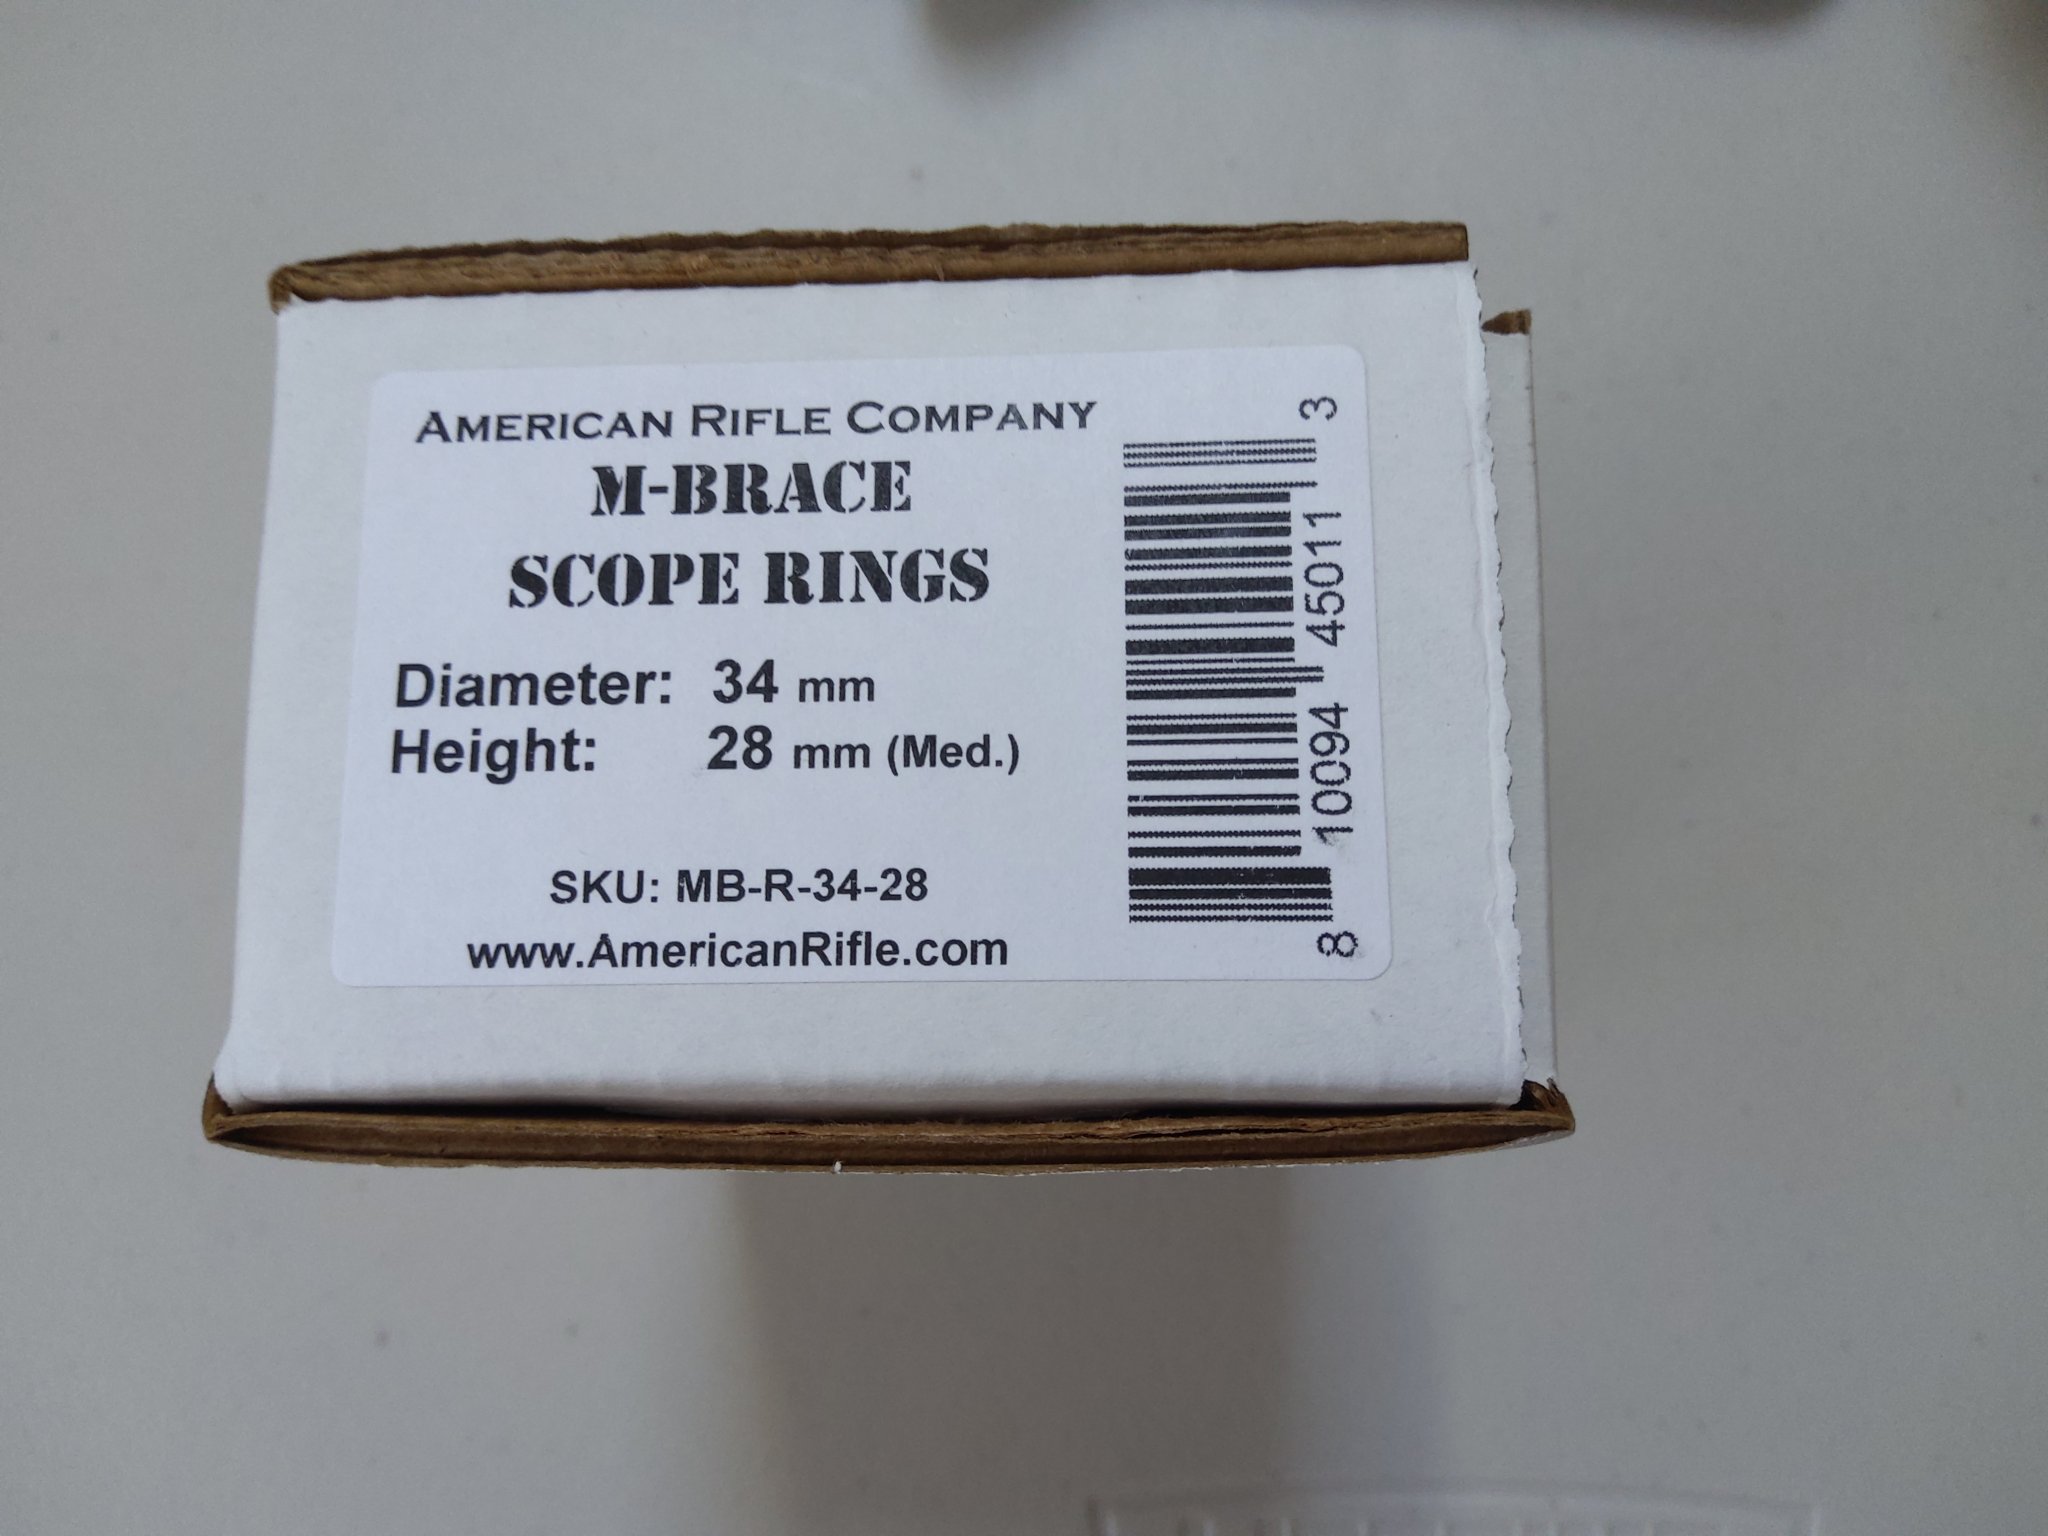 AMERICAN RIFLE COMPANY
M-BRACE
SCOPE RINGS
Diameter: 34 mm
Height: 28 mm (Med.)
SKU: MB-R-34-28
www.AmericanRifle.com
8 10094 45011 3